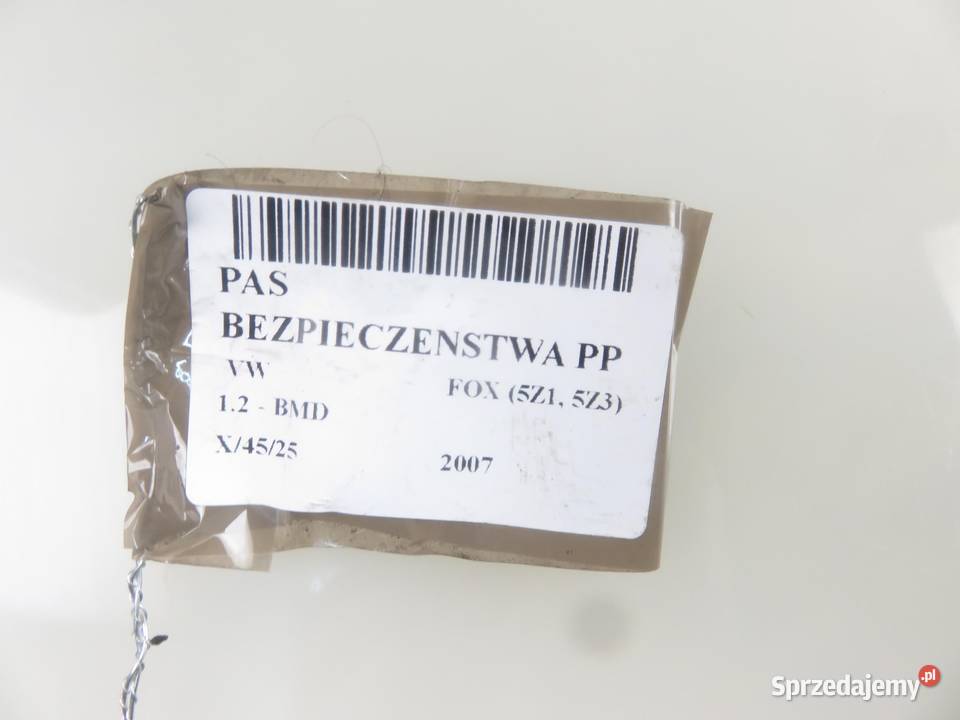 PAS
BEZPIECZENSTWA PP
VW
FOX (5Z1, 5Z3)
1.2 - BMD
X/45/25
2007
Sprzedajemy.pl